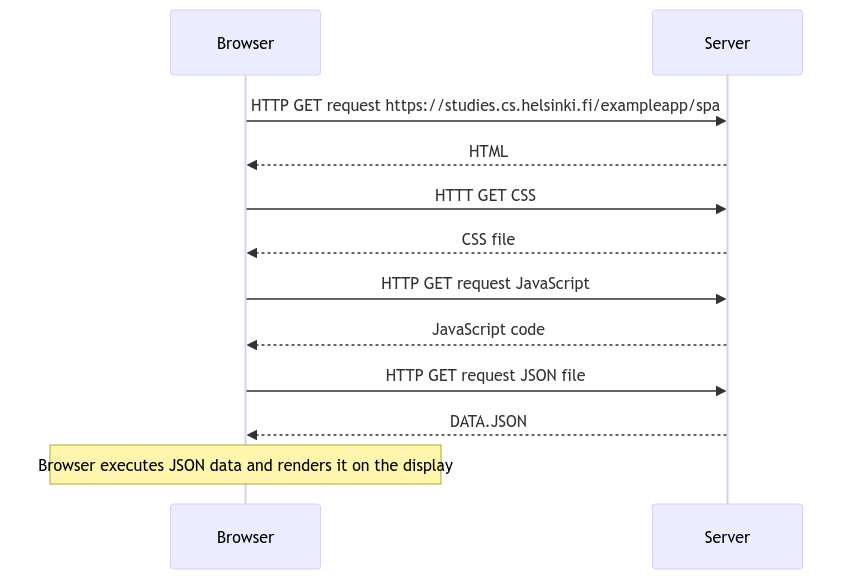 Browser
Server
HTTP GET request https://studies.cs.helsinki.fi/exampleapp/spa
HTML
HTTT GET CSS
CSS file
HTTP GET request JavaScript
JavaScript code
HTTP GET request JSON file
DATA.JSON
Browser executes JSON data and renders it on the display
Browser
Server